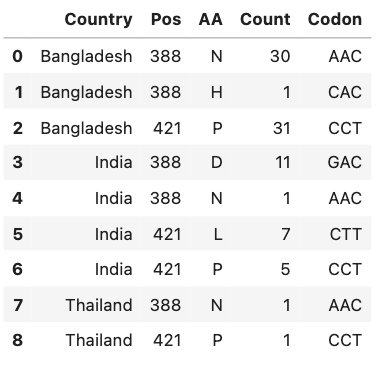 Country Pos AA Count Codon
0 Bangladesh 388 N 30 AAC
1 Bangladesh 388 H 1 CAC
2 Bangladesh 421 P 31 CCT
3 India 388 D 11 GAC
4 India 388 N 1 AAC
5 India 421 L 7 CTT
6 India 421 P 5 CCT
7 Thailand 388 N 1 AAC
8 Thailand 421 P 1 CCT